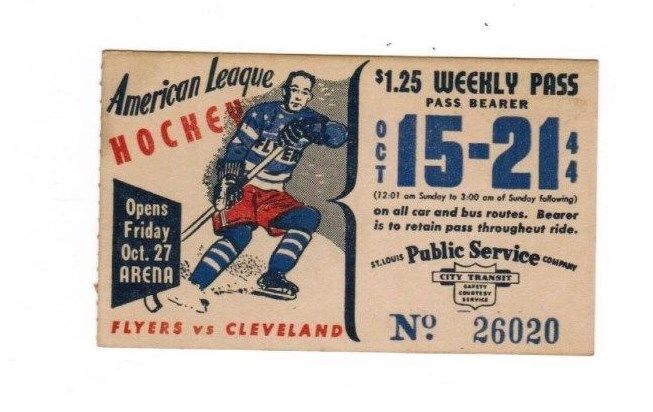 American League
HOCKEY
FLYER
Opens
Friday
Oct. 27
ARENA
FLYERS vs CLEVELAND
$1.25 WEEKLY PASS
PASS BEARER
OCT 15-21 44
(12:01 am Sunday to 3:00 am of Sunday following)
on all car and bus routes. Bearer
is to retain pass throughout ride.
ST. LOUIS Public Service COMPANY
CITY TRANSIT
SAFETY
COURTESY
SERVICE
No. 26020